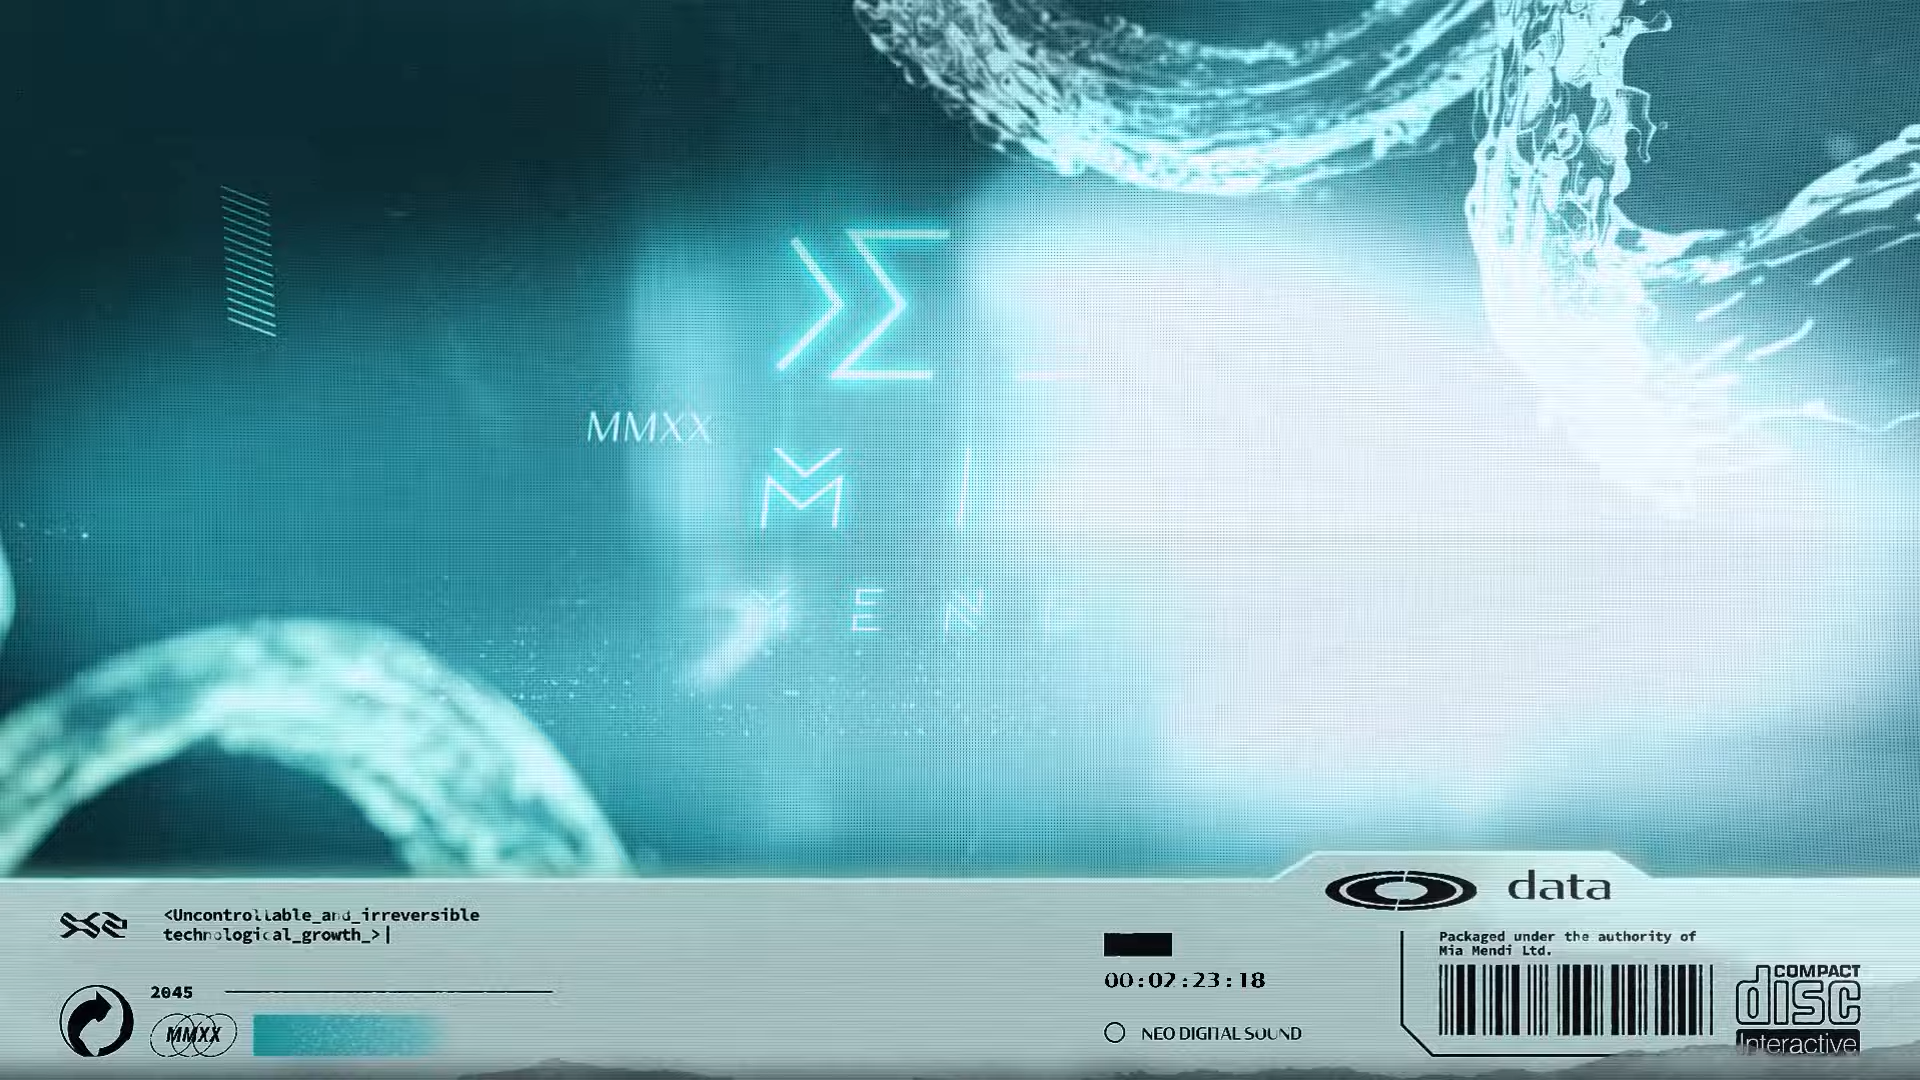 MMXX
M I
M E N
<Uncontrollable_and_irreversible
technological_growth_>|
2045
MMXX
00:02:23:18
NEO DIGITAL SOUND
data
Packaged under the authority of
Mia Mendi Ltd.
COMPACT
disc
Interactive